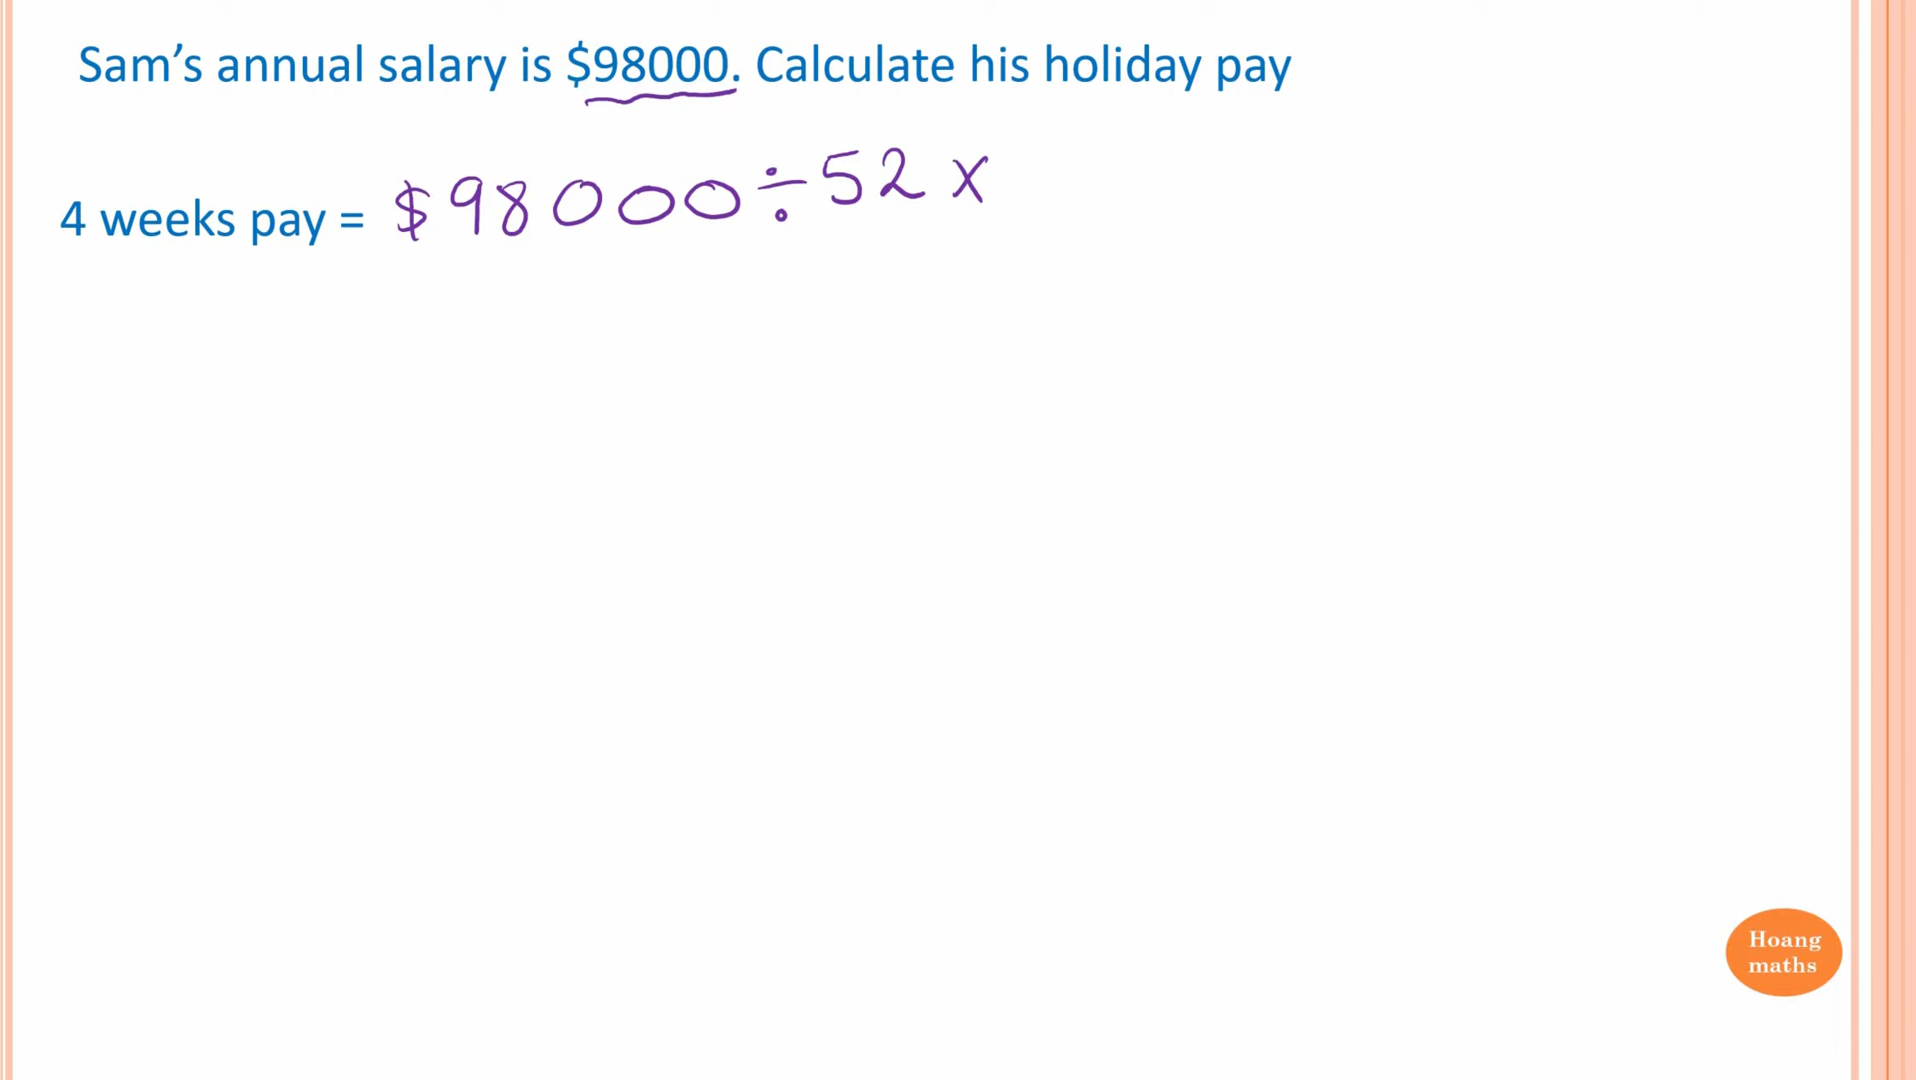 Sam’s annual salary is $98000. Calculate his holiday pay
4 weeks pay = $98000÷52 x
Hoang
maths